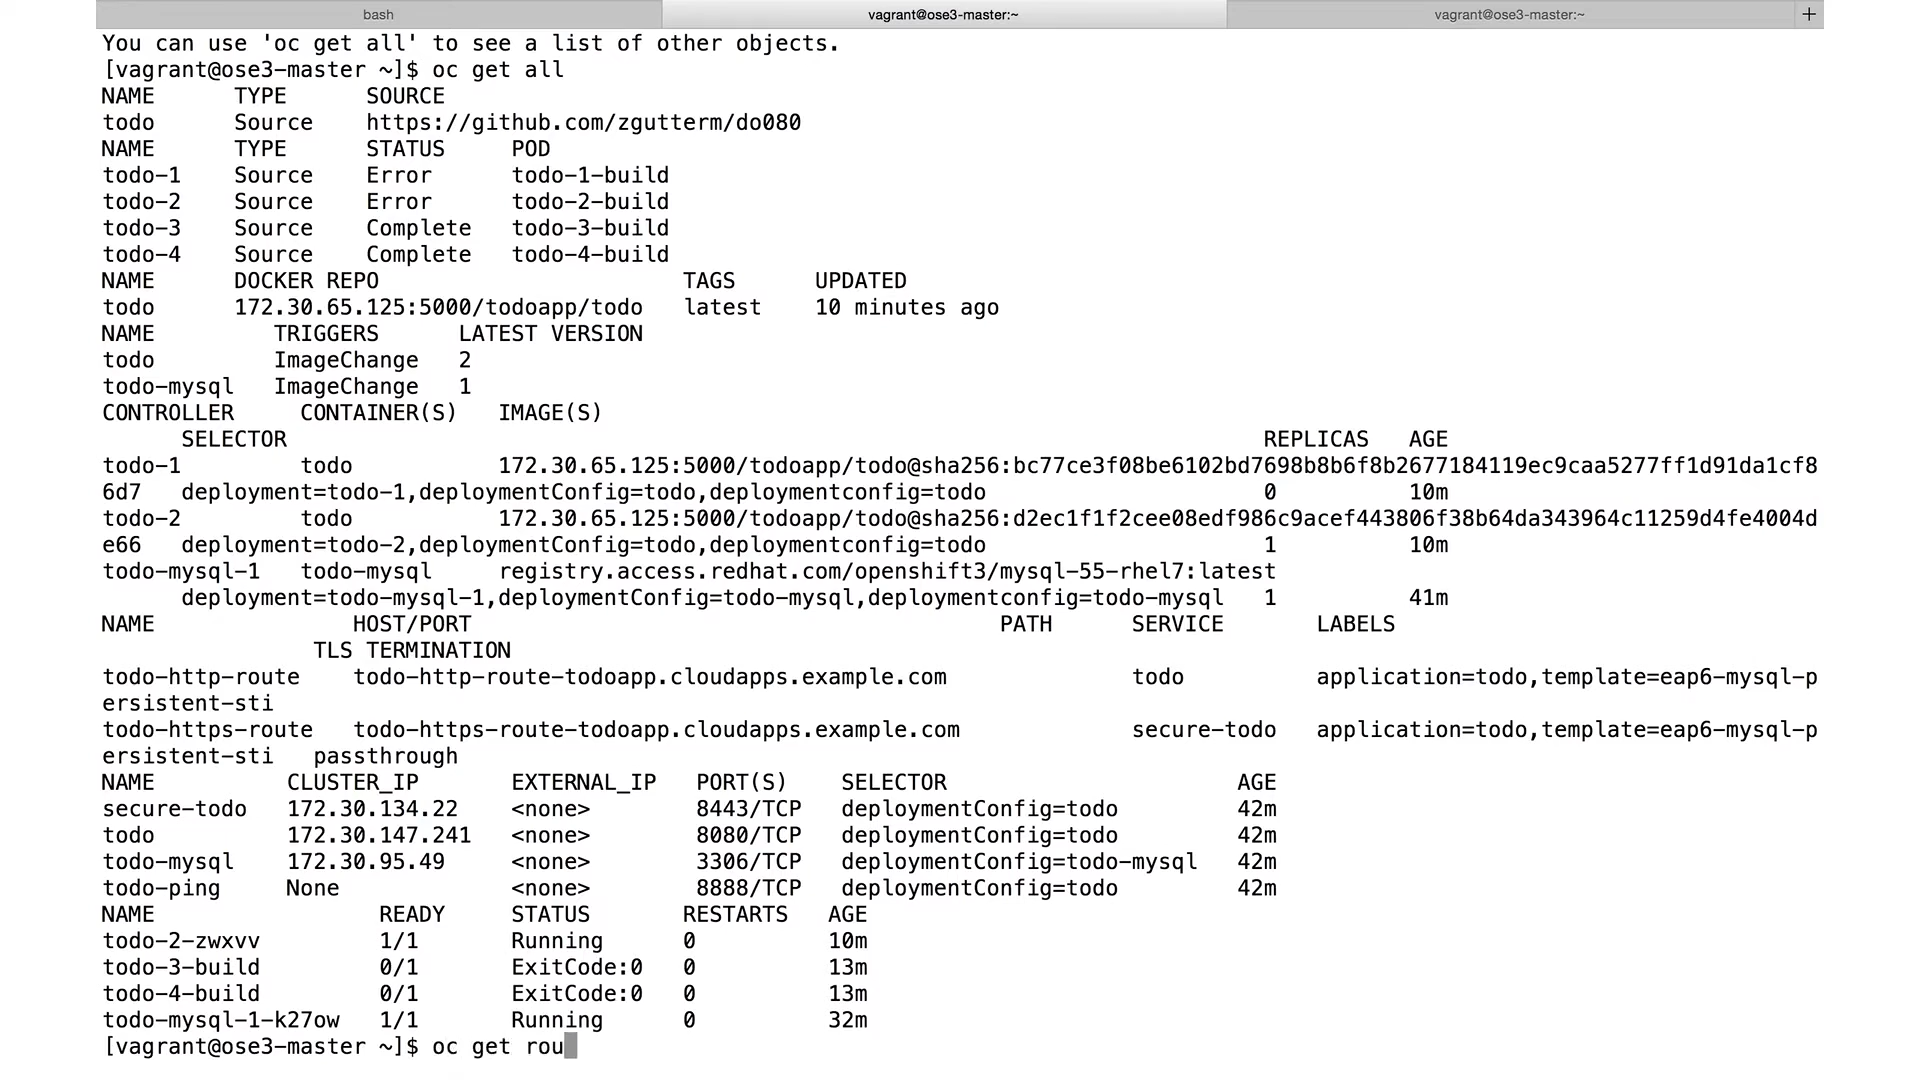 bash
vagrant@ose3-master:~
vagrant@ose3-master:~
+
You can use 'oc get all' to see a list of other objects.
[vagrant@ose3-master ~]$ oc get all
NAME      TYPE      SOURCE
todo      Source    https://github.com/zgutterm/do080
NAME      TYPE      STATUS     POD
todo-1    Source    Error      todo-1-build
todo-2    Source    Error      todo-2-build
todo-3    Source    Complete   todo-3-build
todo-4    Source    Complete   todo-4-build
NAME      DOCKER REPO                       TAGS      UPDATED
todo      172.30.65.125:5000/todoapp/todo   latest    10 minutes ago
NAME         TRIGGERS      LATEST VERSION
todo         ImageChange   2
todo-mysql   ImageChange   1
CONTROLLER     CONTAINER(S)   IMAGE(S)
      SELECTOR                                                                          REPLICAS   AGE
todo-1         todo           172.30.65.125:5000/todoapp/todo@sha256:bc77ce3f08be6102bd7698b8b6f8b2677184119ec9caa5277ff1d91da1cf8
6d7   deployment=todo-1,deploymentConfig=todo,deploymentconfig=todo                     0          10m
todo-2         todo           172.30.65.125:5000/todoapp/todo@sha256:d2ec1f1f2cee08edf986c9acef443806f38b64da343964c11259d4fe4004d
e66   deployment=todo-2,deploymentConfig=todo,deploymentconfig=todo                     1          10m
todo-mysql-1   todo-mysql     registry.access.redhat.com/openshift3/mysql-55-rhel7:latest
      deployment=todo-mysql-1,deploymentConfig=todo-mysql,deploymentconfig=todo-mysql   1          41m
NAME               HOST/PORT                                        PATH      SERVICE       LABELS
                TLS TERMINATION
todo-http-route    todo-http-route-todoapp.cloudapps.example.com              todo          application=todo,template=eap6-mysql-p
ersistent-sti
todo-https-route   todo-https-route-todoapp.cloudapps.example.com             secure-todo   application=todo,template=eap6-mysql-p
ersistent-sti   passthrough
NAME          CLUSTER_IP       EXTERNAL_IP   PORT(S)    SELECTOR                      AGE
secure-todo   172.30.134.22    <none>        8443/TCP   deploymentConfig=todo         42m
todo          172.30.147.241   <none>        8080/TCP   deploymentConfig=todo         42m
todo-mysql    172.30.95.49     <none>        3306/TCP   deploymentConfig=todo-mysql   42m
todo-ping     None             <none>        8888/TCP   deploymentConfig=todo         42m
NAME                 READY     STATUS       RESTARTS   AGE
todo-2-zwxvv         1/1       Running      0          10m
todo-3-build         0/1       ExitCode:0   0          13m
todo-4-build         0/1       ExitCode:0   0          13m
todo-mysql-1-k27ow   1/1       Running      0          32m
[vagrant@ose3-master ~]$ oc get rou